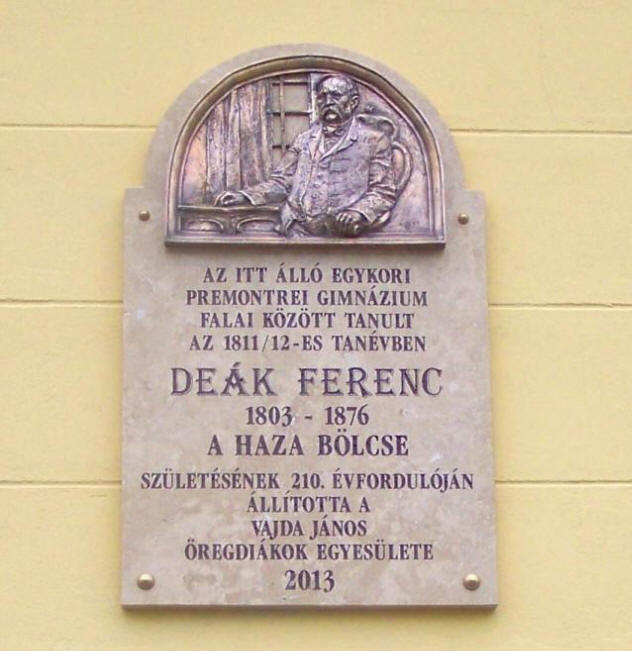 AZ ITT ÁLLÓ EGYKORI
PREMONTREI GIMNÁZIUM
FALAI KÖZÖTT TANULT
AZ 1811/12-ES TANÉVBEN
DEÁK FERENC
1803 - 1876
A HAZA BÖLCSE
SZÜLETÉSÉNEK 210. ÉVFORDULÓJÁN
ÁLLÍTOTTA A
VAJDA JÁNOS
ÖREGDIÁKOK EGYESÜLETE
2013